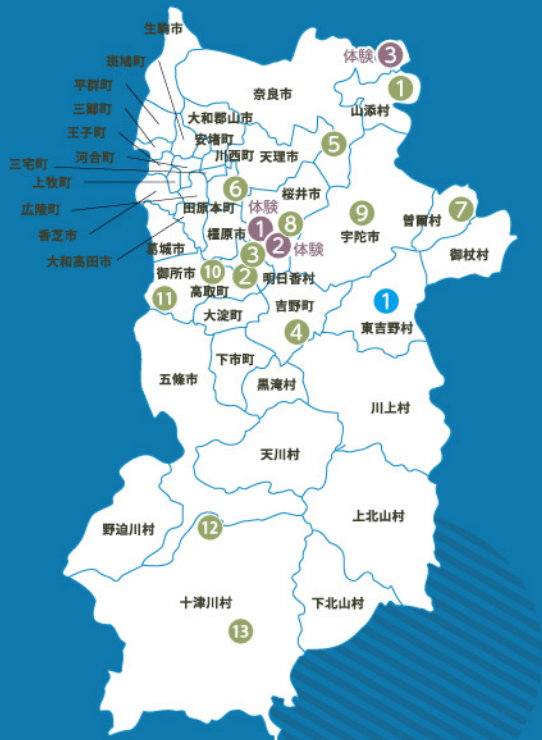 生駒市
斑鳩町
平群町
三郷町
王子町
河合町
三宅町
上牧町
広陵町
香芝市
大和高田市
体験 3
奈良市
1
山添村
大和郡山市
安堵町
川西町
天理市
5
6
桜井市
田原本町
体験
1
8
9
曽爾村
7
橿原市
2 体験
宇陀市
御杖村
葛城市
3
御所市
10
2
明日香村
高取町
11
吉野町
1
大淀町
4
東吉野村
下市町
五條市
黒滝村
川上村
天川村
野迫川村
12
上北山村
十津川村
下北山村
13